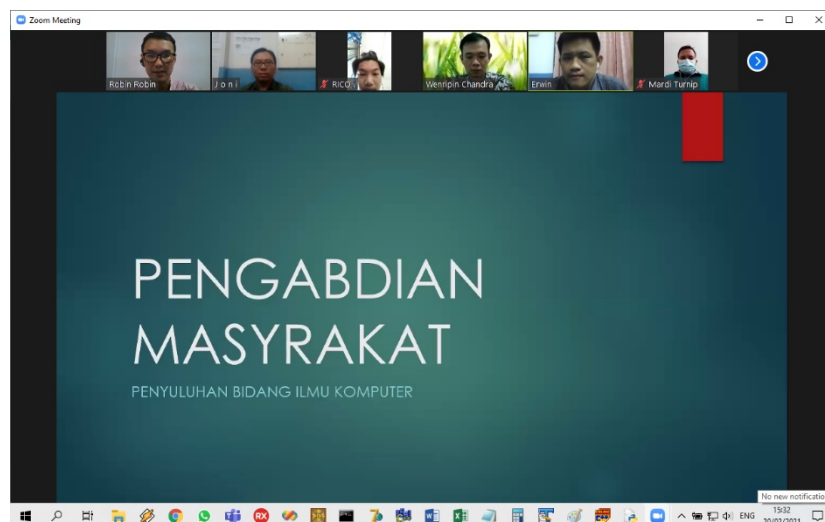 Zoom Meeting
Robin Robin
J o n i
RICO
Wenripin Chandra
Erwin
Mardi Turnip
PENGABDIAN
MASYRAKAT
PENYULUHAN BIDANG ILMU KOMPUTER
No new notificatio
ENG
15:32